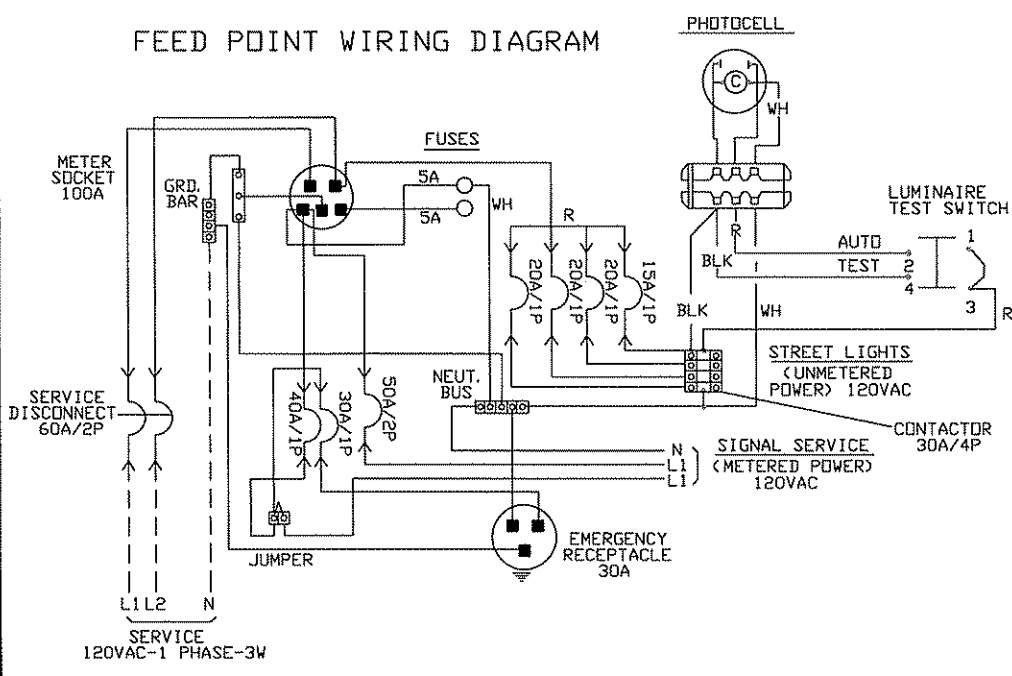 PHOTOCELL
FEED POINT WIRING DIAGRAM
C
WH
FUSES
METER
SOCKET
100A
GRD.
BAR
5A
5A
WH
R
LUMINAIRE
TEST SWITCH
R
BLK
1
AUTO
TEST
1
2
4
3
R
20A/1P
20A/1P
20A/1P
15A/1P
BLK
WH
STREET LIGHTS
(UNMETERED
POWER) 120VAC
NEUT.
BUS
SERVICE
DISCONNECT
60A/2P
40A/1P
30A/1P
50A/2P
CONTACTOR
30A/4P
N
L1
L1
SIGNAL SERVICE
(METERED POWER)
120VAC
JUMPER
EMERGENCY
RECEPTACLE
30A
L1 L2 N
SERVICE
120VAC-1 PHASE-3W